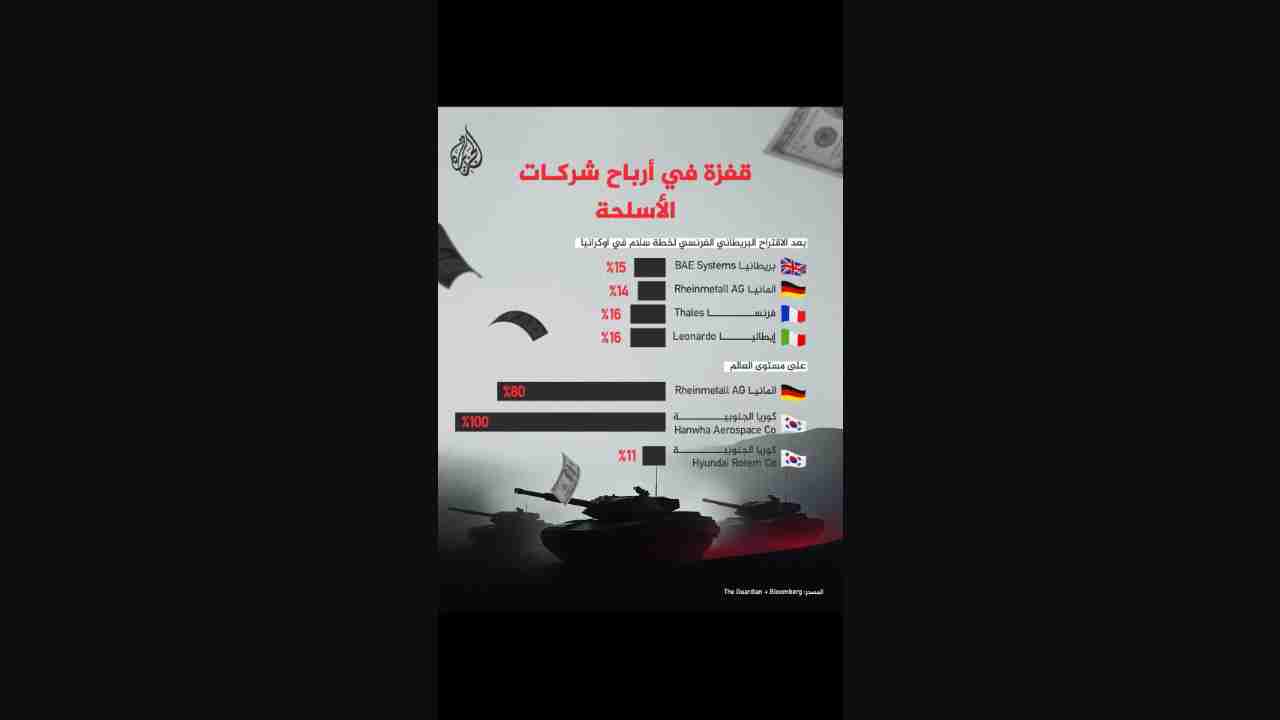 الجزيرة
قفزة في أرباح شركات
الأسلحة
بعد الاقتراح البريطاني الفرنسي لخطة سلام في أوكرانيا
بريطانيا BAE Systems %15
ألمانيا Rheinmetall AG %14
فرنسا Thales %16
إيطاليا Leonardo %16
على مستوى العالم
ألمانيا Rheinmetall AG %80
كوريا الجنوبية
Hanwha Aerospace Co %100
كوريا الجنوبية
Hyundai Rotem Co %11
المصدر: The Guardian + Bloomberg